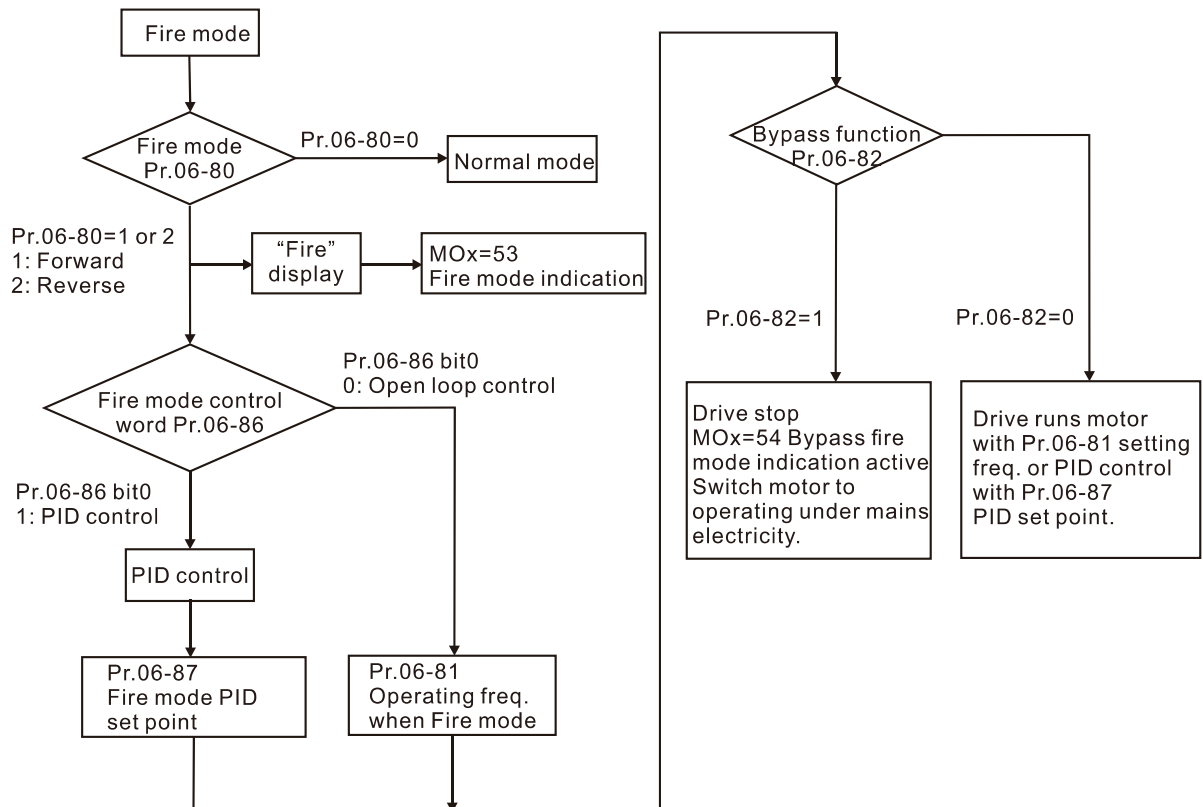 Fire mode
Fire mode
Pr.06-80
Pr.06-80=0
Normal mode
Pr.06-80=1 or 2
1: Forward
2: Reverse
“Fire”
display
MOx=53
Fire mode indication
Fire mode control
word Pr.06-86
Pr.06-86 bit0
0: Open loop control
Pr.06-86 bit0
1: PID control
PID control
Pr.06-87
Fire mode PID
set point
Pr.06-81
Operating freq.
when Fire mode
Bypass function
Pr.06-82
Pr.06-82=1
Pr.06-82=0
Drive stop
MOx=54 Bypass fire
mode indication active
Switch motor to
operating under mains
electricity.
Drive runs motor
with Pr.06-81 setting
freq. or PID control
with Pr.06-87
PID set point.